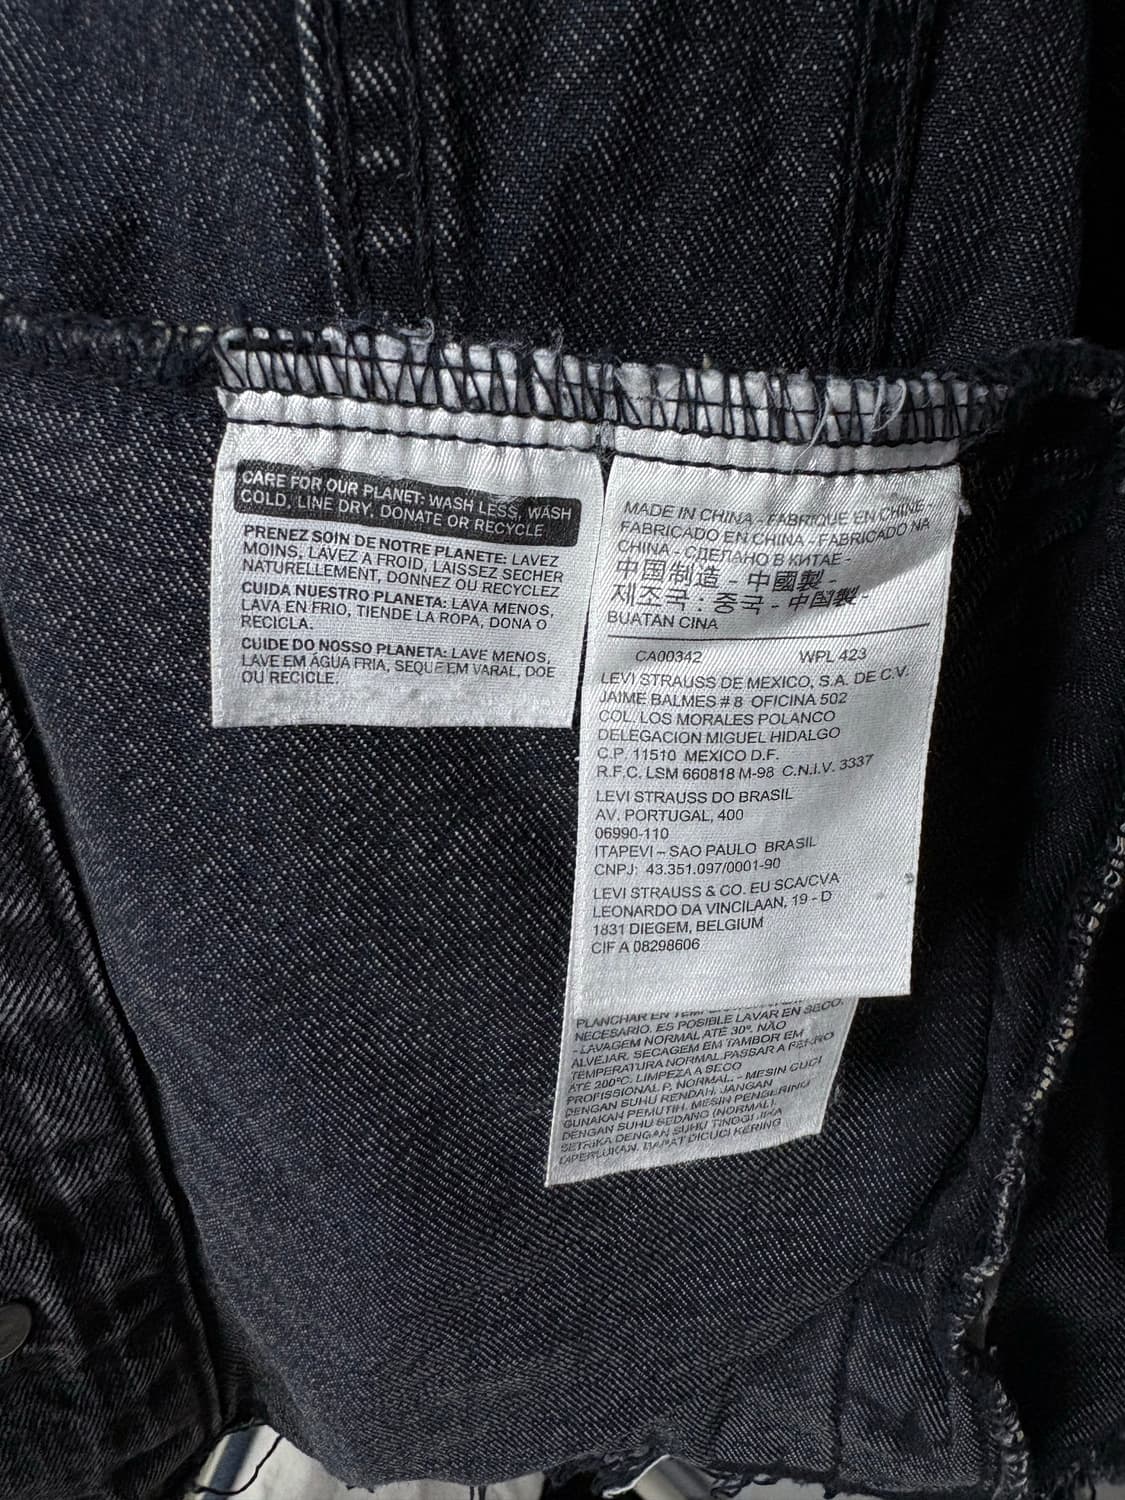 CARE FOR OUR PLANET: WASH LESS, WASH
COLD, LINE DRY, DONATE OR RECYCLE.
PRENEZ SOIN DE NOTRE PLANETE: LAVEZ
MOINS, LAVEZ A FROID, LAISSEZ SECHER
NATURELLEMENT, DONNEZ OU RECYCLEZ
CUIDA NUESTRO PLANETA: LAVA MENOS,
LAVA EN FRIO, TIENDE LA ROPA, DONA O
RECICLA.
CUIDE DO NOSSO PLANETA: LAVE MENOS,
LAVE EM ÁGUA FRIA, SEQUE EM VARAL, DOE
OU RECICLE.
MADE IN CHINA - FABRIQUE EN CHINE -
FABRICADO EN CHINA - FABRICADO NA
CHINA - СДЕЛАНО В КИТАЕ -
中国制造 - 中國製 -
제조국 : 중국 - 中国製-
BUATAN CINA
CA00342 WPL 423
LEVI STRAUSS DE MEXICO, S.A. DE C.V.
JAIME BALMES # 8 OFICINA 502
COL. LOS MORALES POLANCO
DELEGACION MIGUEL HIDALGO
C.P. 11510 MEXICO D.F.
R.F.C. LSM 660818 M-98 C.N.I.V. 3337
LEVI STRAUSS DO BRASIL
AV. PORTUGAL, 400
06990-110
ITAPEVI – SAO PAULO BRASIL
CNPJ: 43.351.097/0001-90
LEVI STRAUSS & CO. EU SCA/CVA
LEONARDO DA VINCILAAN, 19 - D
1831 DIEGEM, BELGIUM
CIF A 08298606
PLANCHAR EN
NECESARIO. ES POSIBLE LAVAR EN SECO.
- LAVAGEM NORMAL ATÉ 30°. NÃO
ALVEJAR. SECAGEM EM TAMBOR EM
TEMPERATURA NORMAL. PASSAR A FERRO
ATÉ 200°C. LIMPEZA A SECO
PROFISSIONAL P, NORMAL. - MESIN CUCI
DENGAN SUHU RENDAH, JANGAN
GUNAKAN PEMUTIH, MESIN PENGERING
DENGAN SUHU SEDANG (NORMAL),
SETRIKA DENGAN SUHU TINGGI JIKA
DIPERLUKAN, DAPAT DICUCI KERING